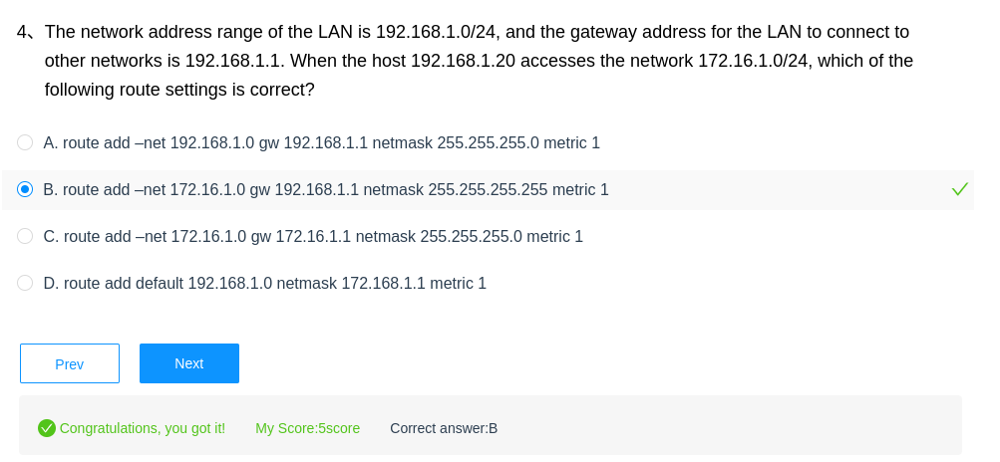 4、The network address range of the LAN is 192.168.1.0/24, and the gateway address for the LAN to connect to
other networks is 192.168.1.1. When the host 192.168.1.20 accesses the network 172.16.1.0/24, which of the
following route settings is correct?
A. route add –net 192.168.1.0 gw 192.168.1.1 netmask 255.255.255.0 metric 1
B. route add –net 172.16.1.0 gw 192.168.1.1 netmask 255.255.255.255 metric 1
C. route add –net 172.16.1.0 gw 172.16.1.1 netmask 255.255.255.0 metric 1
D. route add default 192.168.1.0 netmask 172.168.1.1 metric 1
Prev Next
Congratulations, you got it! My Score:5score Correct answer:B